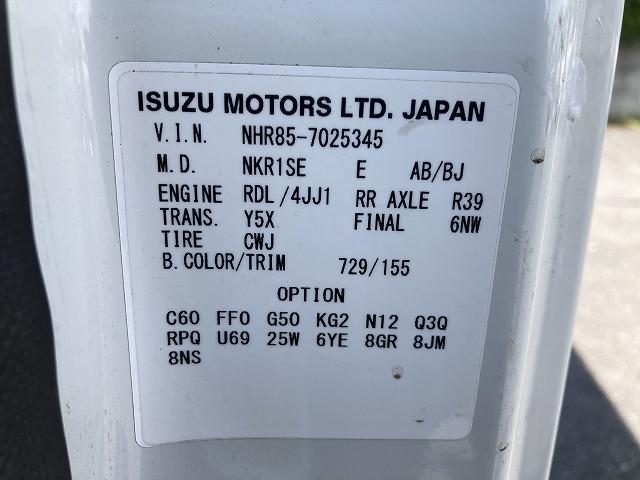 ISUZU MOTORS LTD. JAPAN
V.I.N. NHR85-7025345
M.D. NKR1SE E AB/BJ
ENGINE RDL/4JJ1 RR AXLE R39
TRANS. Y5X FINAL 6NW
TIRE CWJ
B.COLOR/TRIM 729/155
OPTION
C60 FF0 G50 KG2 N12 Q3Q
RPQ U69 25W 6YE 8GR 8JM
8NS